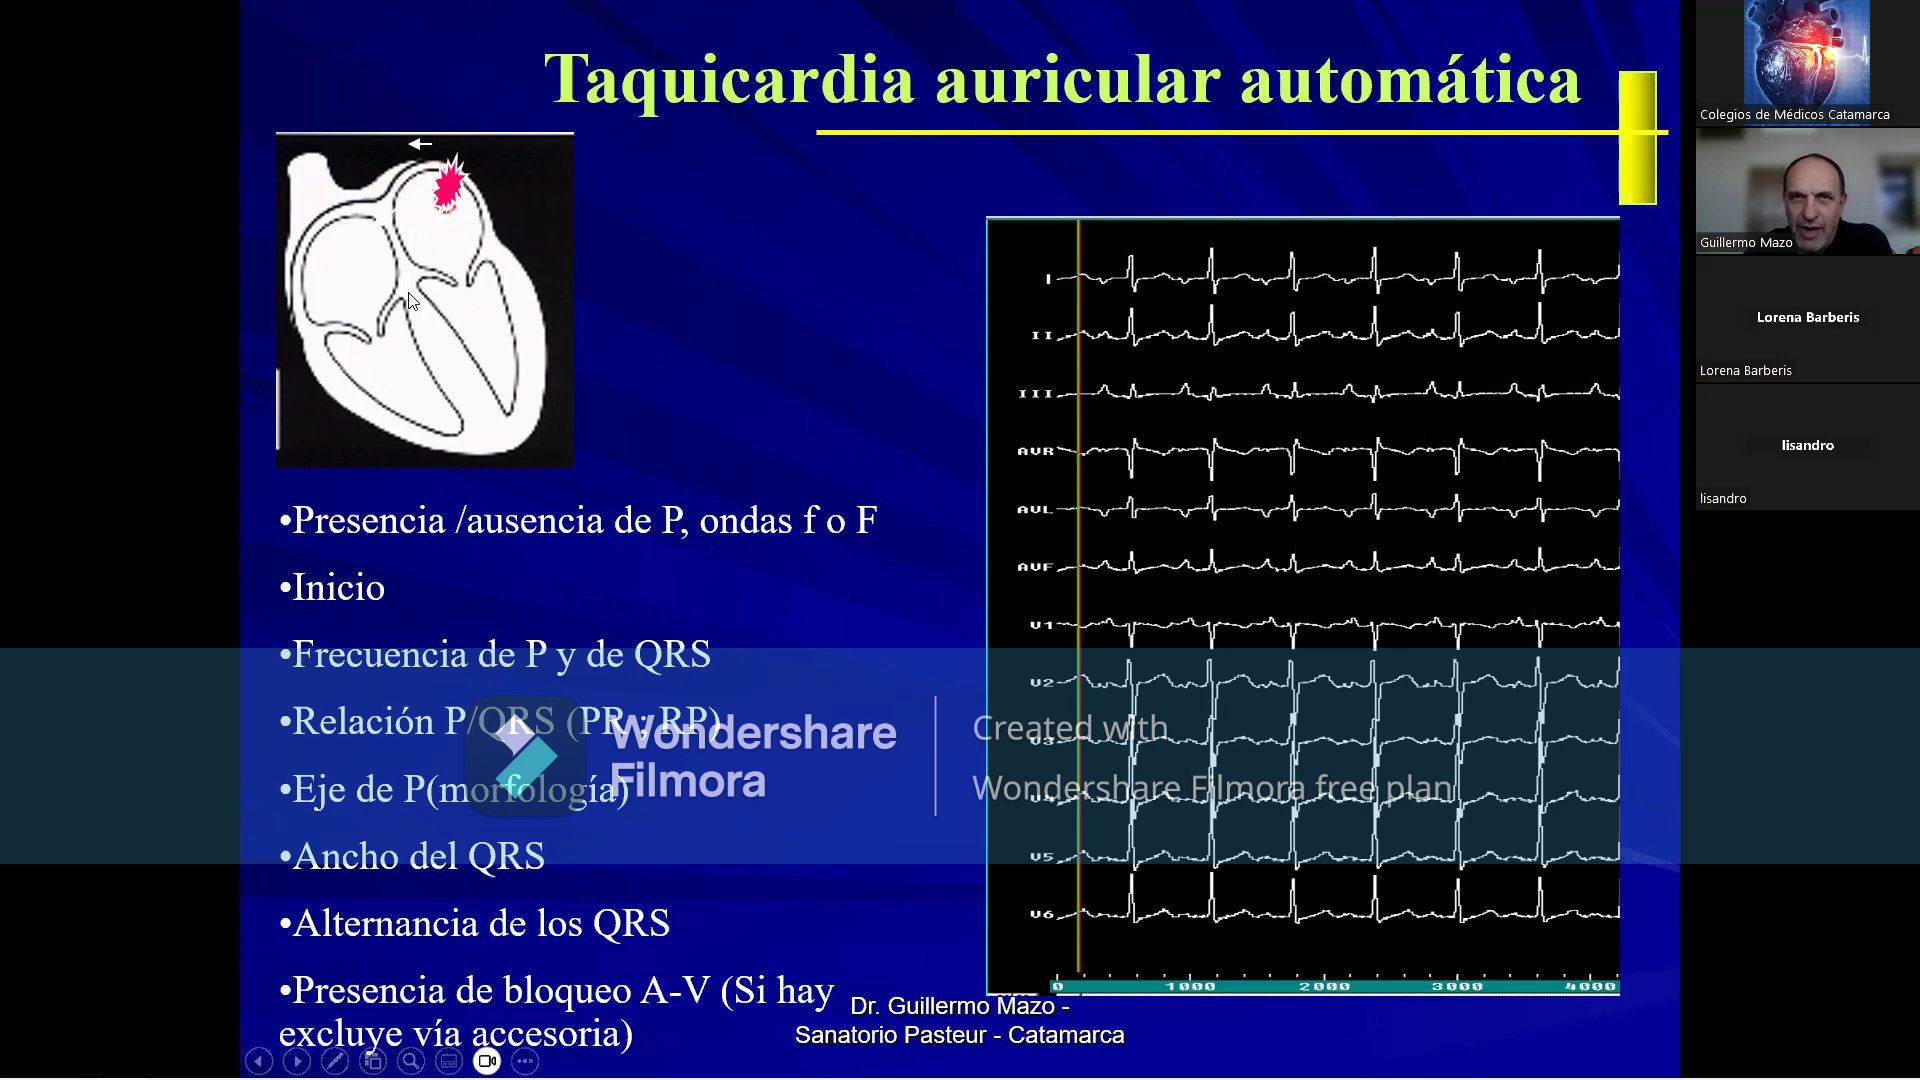 Taquicardia auricular automática
•Presencia /ausencia de P, ondas f o F
•Inicio
•Frecuencia de P y de QRS
•Relación P/QRS (PR ; RP)
•Eje de P(morfología)
•Ancho del QRS
•Alternancia de los QRS
•Presencia de bloqueo A-V (Si hay
excluye vía accesoria)
I
II
III
AVR
AVL
AVF
V1
V2
V3
V4
V5
V6
0 1000 2000 3000 4000
Dr. Guillermo Mazo -
Sanatorio Pasteur - Catamarca
Wondershare
Filmora
Created with
Wondershare Filmora free plan
Colegios de Médicos Catamarca
Guillermo Mazo
Lorena Barberis
Lorena Barberis
lisandro
lisandro